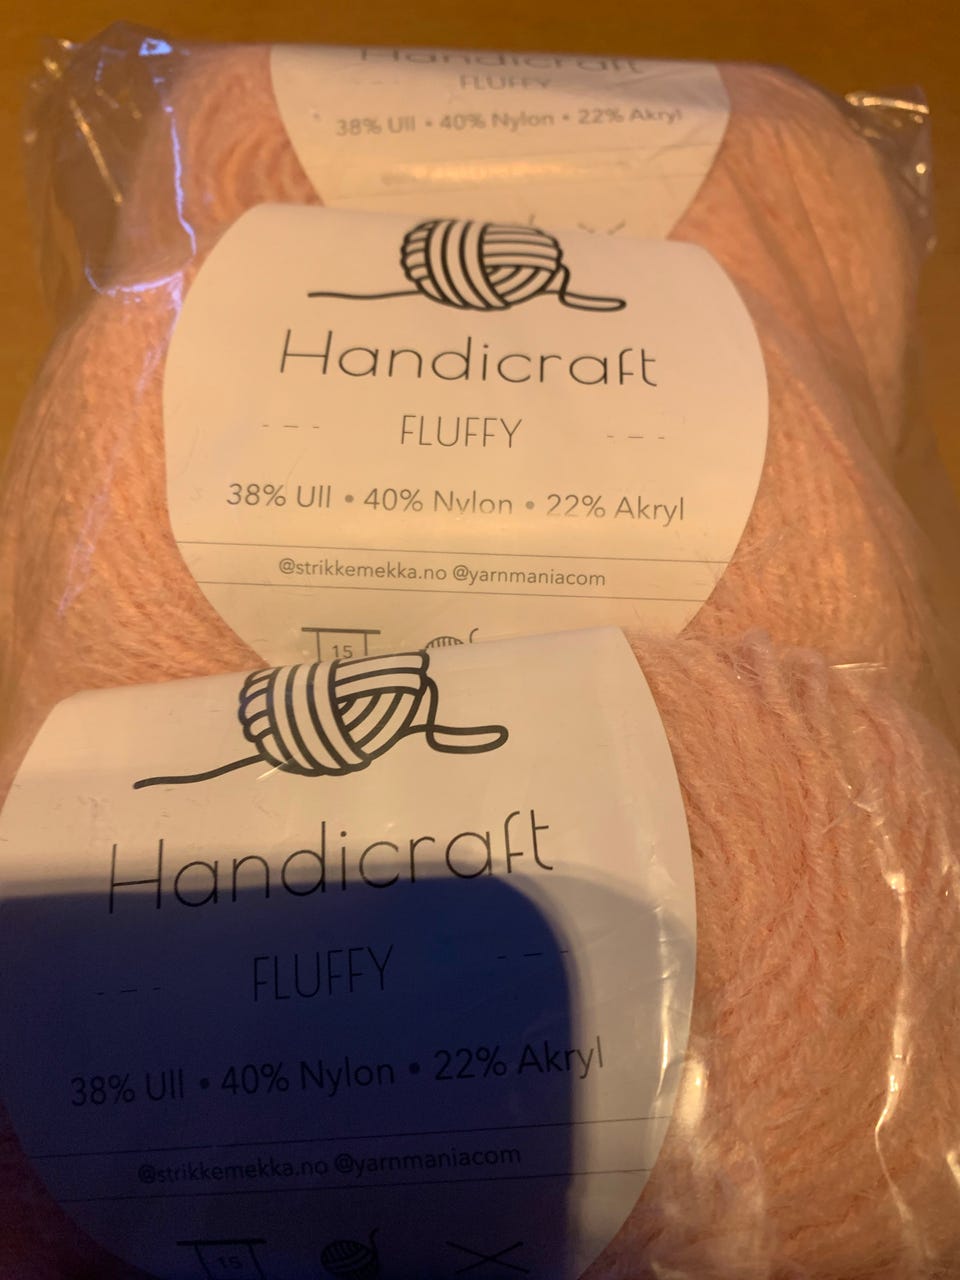 Handicraft
FLUFFY
38% Ull • 40% Nylon • 22% Akryl
Handicraft
--- FLUFFY ---
38% Ull • 40% Nylon • 22% Akryl
@strikkemekka.no @yarnmaniacom
15
Handicraft
--- FLUFFY ---
38% Ull • 40% Nylon • 22% Akryl
@strikkemekka.no @yarnmaniacom
15